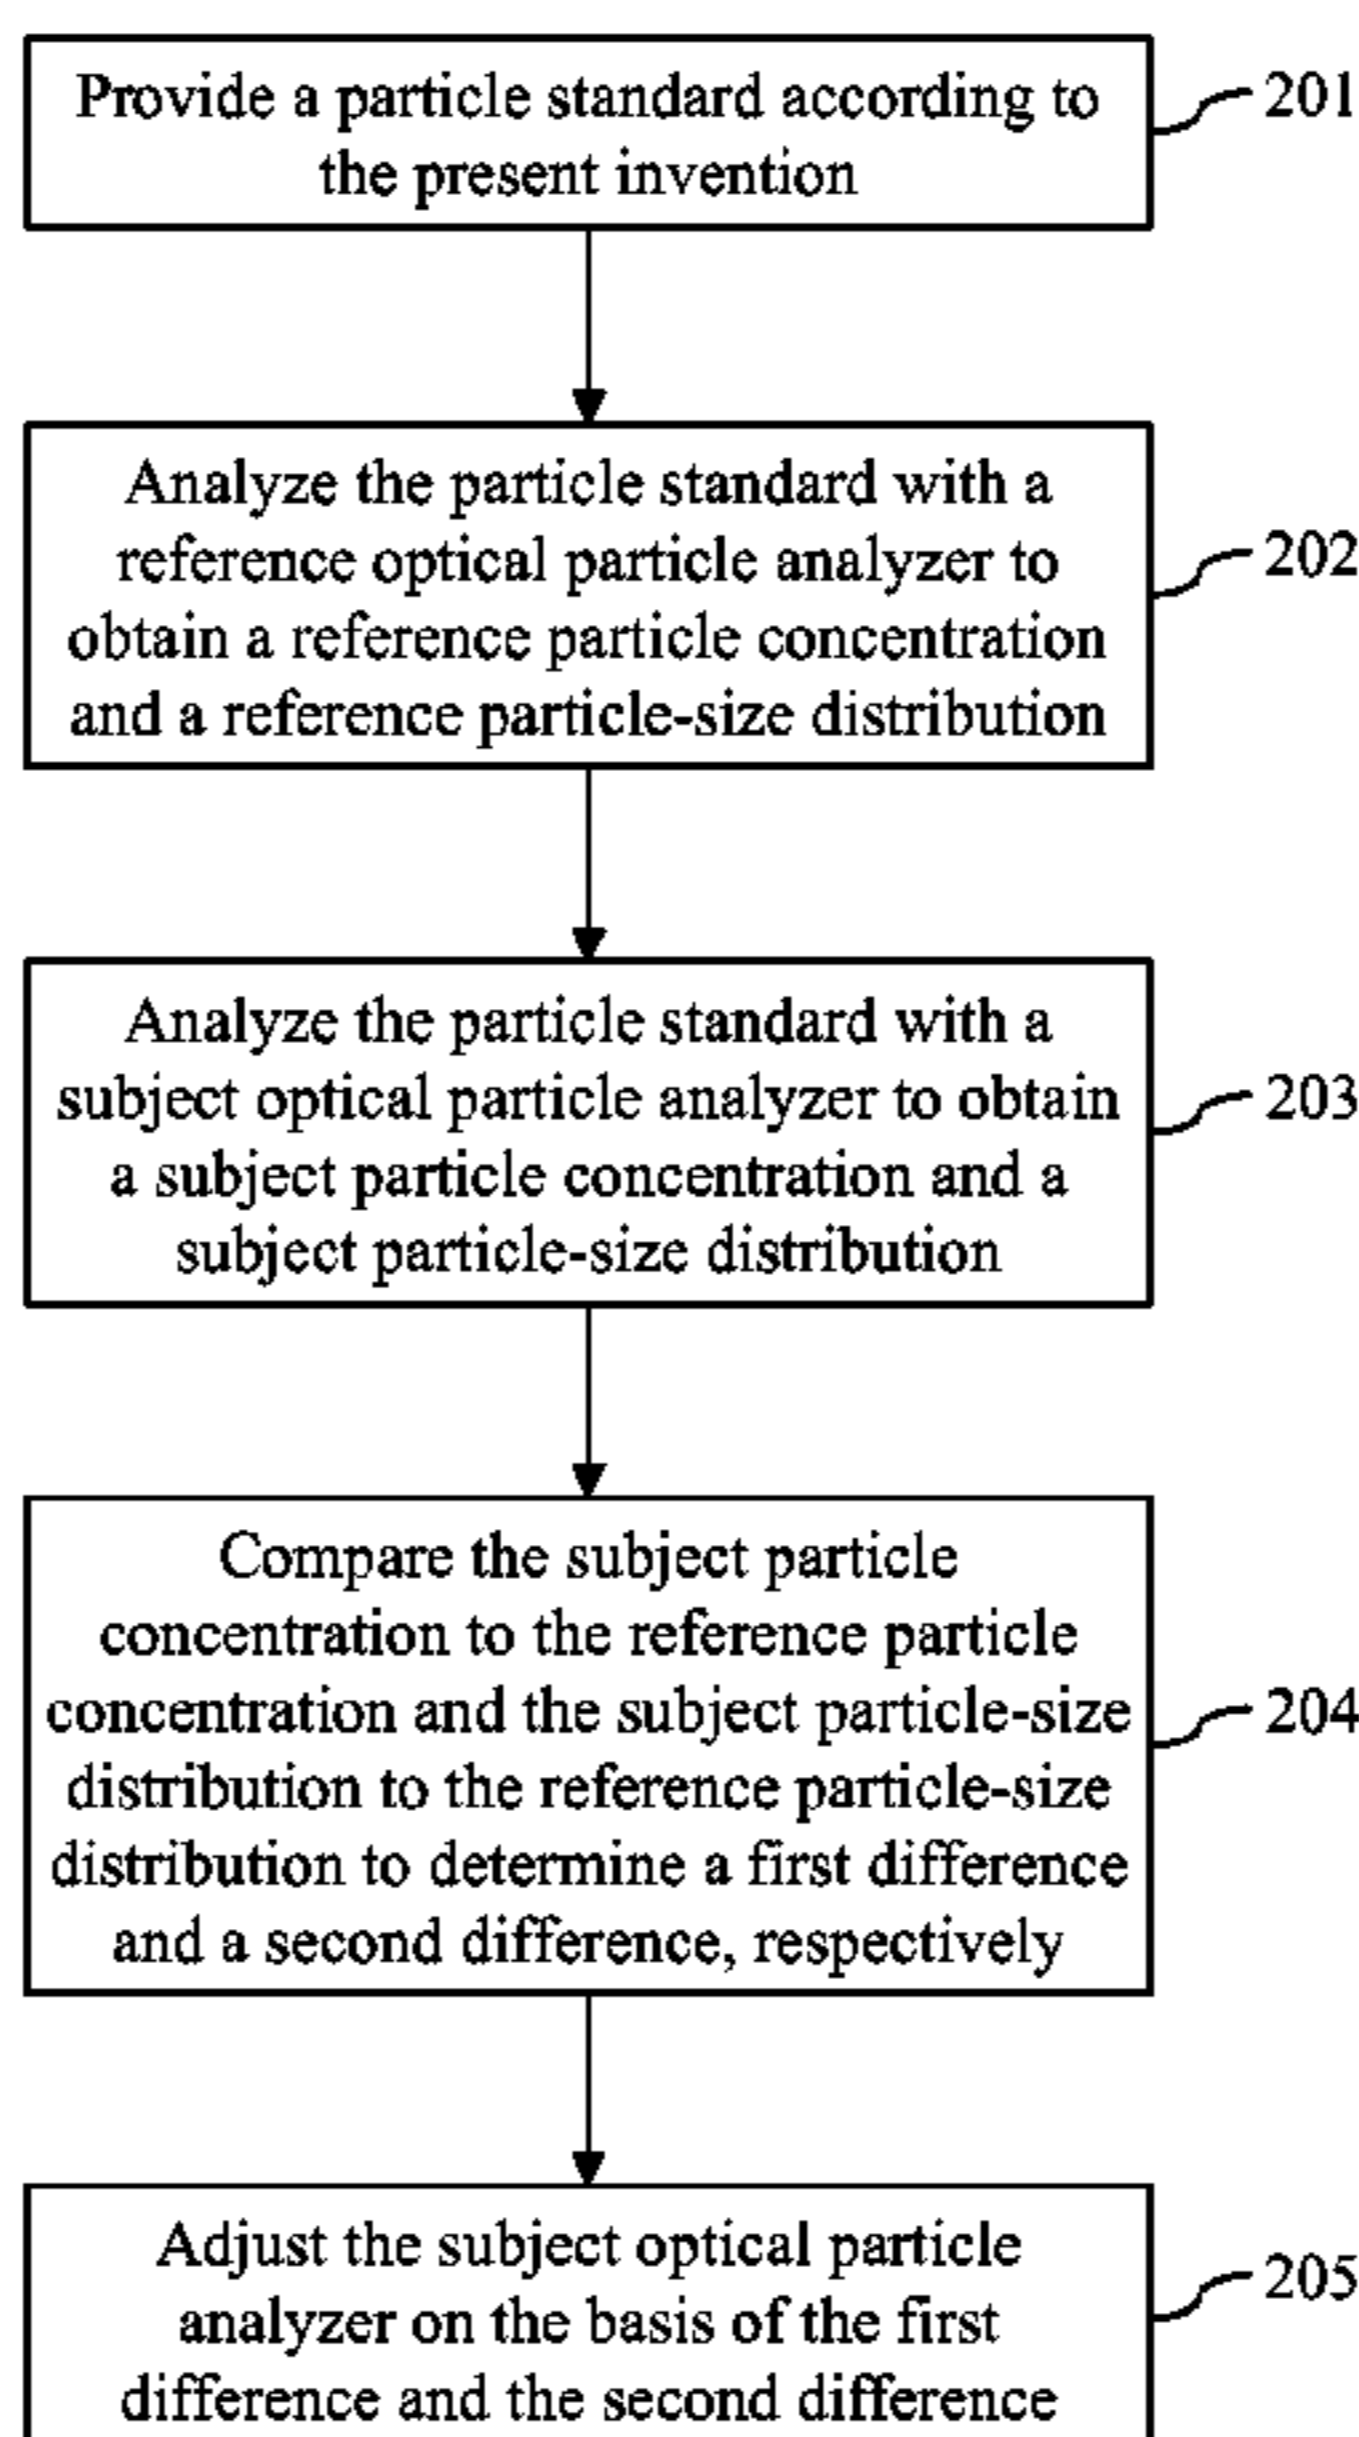 Provide a particle standard according to
the present invention
201
Analyze the particle standard with a
reference optical particle analyzer to
obtain a reference particle concentration
and a reference particle-size distribution
202
Analyze the particle standard with a
subject optical particle analyzer to obtain
a subject particle concentration and a
subject particle-size distribution
203
Compare the subject particle
concentration to the reference particle
concentration and the subject particle-size
distribution to the reference particle-size
distribution to determine a first difference
and a second difference, respectively
204
Adjust the subject optical particle
analyzer on the basis of the first
difference and the second difference
205